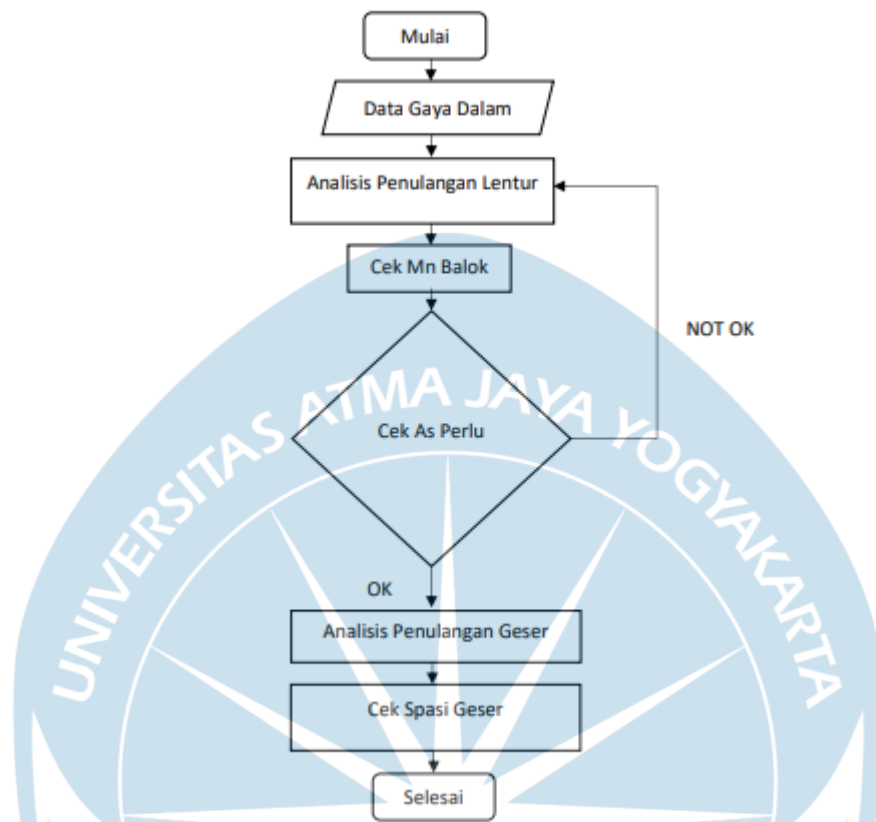 Mulai
Data Gaya Dalam
Analisis Penulangan Lentur
Cek Mn Balok
NOT OK
Cek As Perlu
OK
Analisis Penulangan Geser
Cek Spasi Geser
Selesai
UNIVERSITAS ATMA JAYA YOGYAKARTA